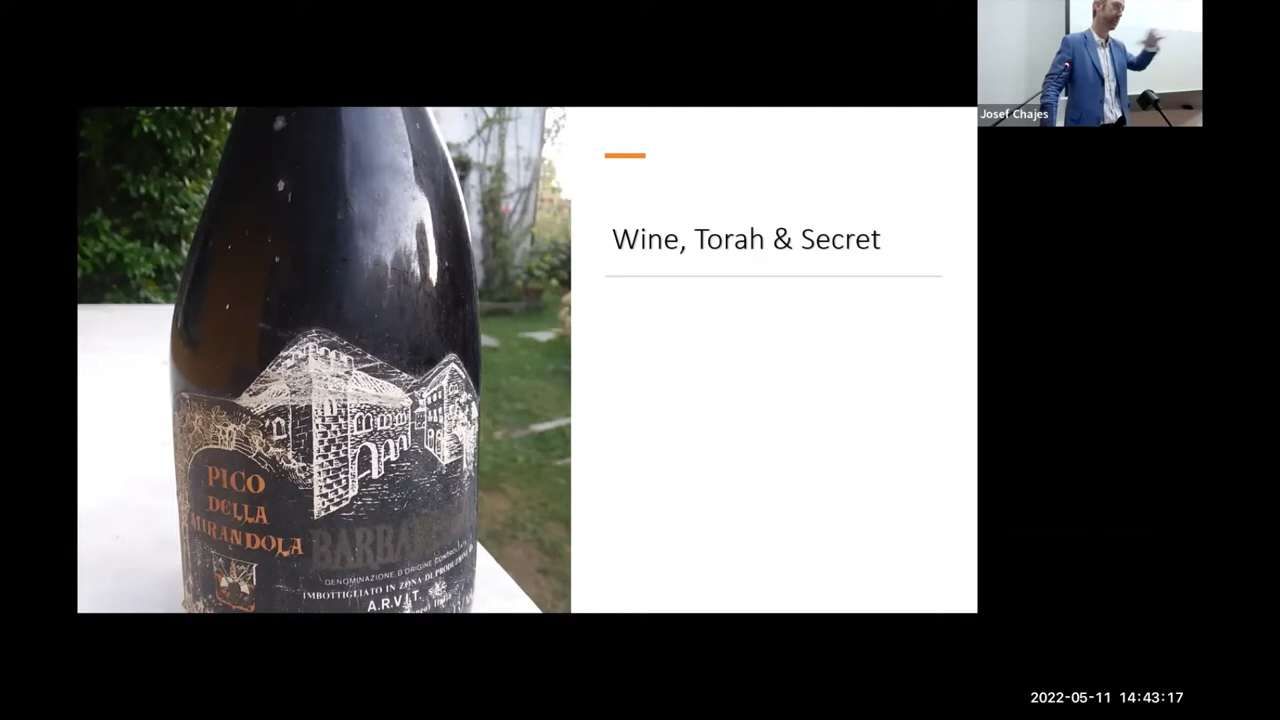 Josef Chajes
Wine, Torah & Secret
PICO
DELLA
MIRANDOLA
DENOMINAZIONE D'ORIGINE CONTROLLATA
IMBOTTIGLIATO IN ZONA DI PRODUZIONE
A.R.V.I.T.
2022-05-11 14:43:17